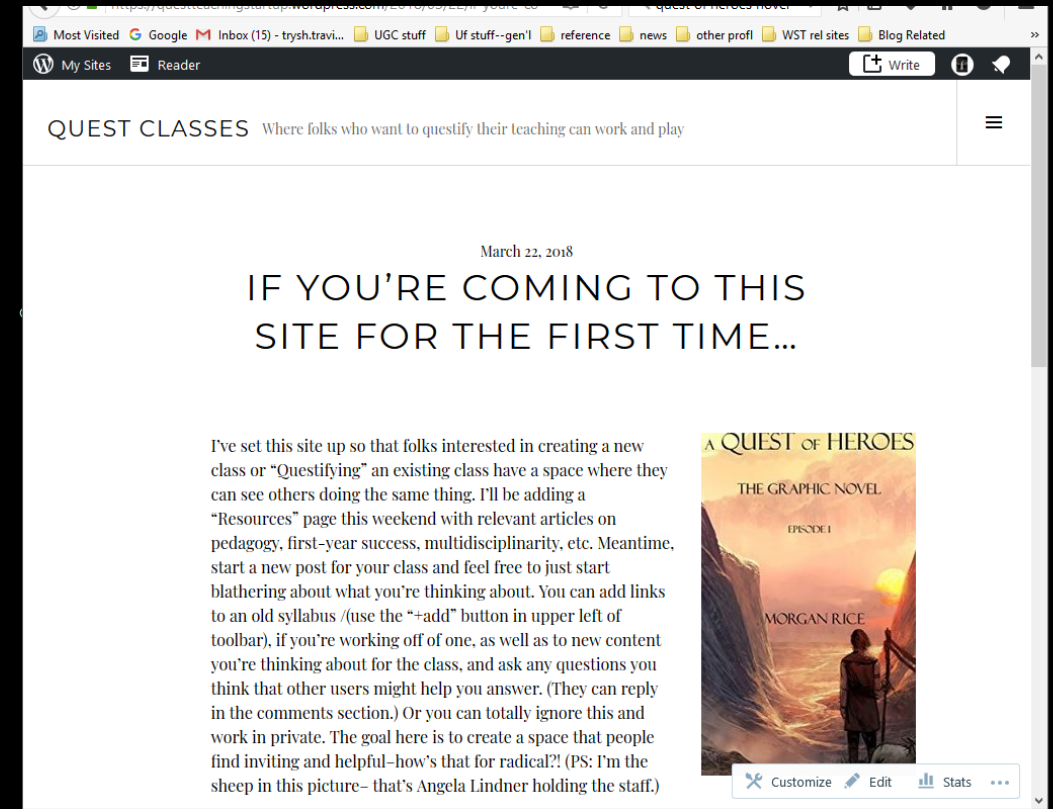 Most Visited Google Inbox (15) - trysh.travi... UGC stuff Uf stuff--gen'l reference news other profl WST rel sites Blog Related »
My Sites Reader Write
QUEST CLASSES Where folks who want to questify their teaching can work and play
March 22, 2018
IF YOU'RE COMING TO THIS
SITE FOR THE FIRST TIME...
I've set this site up so that folks interested in creating a new
class or “Questifying” an existing class have a space where they
can see others doing the same thing. I'll be adding a
“Resources” page this weekend with relevant articles on
pedagogy, first-year success, multidisciplinarity, etc. Meantime,
start a new post for your class and feel free to just start
blathering about what you're thinking about. You can add links
to an old syllabus /(use the “+add” button in upper left of
toolbar), if you're working off of one, as well as to new content
you're thinking about for the class, and ask any questions you
think that other users might help you answer. (They can reply
in the comments section.) Or you can totally ignore this and
work in private. The goal here is to create a space that people
find inviting and helpful–how's that for radical?! (PS: I'm the
sheep in this picture– that's Angela Lindner holding the staff.)
A QUEST OF HEROES
THE GRAPHIC NOVEL
EPISODE 1
MORGAN RICE
Customize Edit Stats